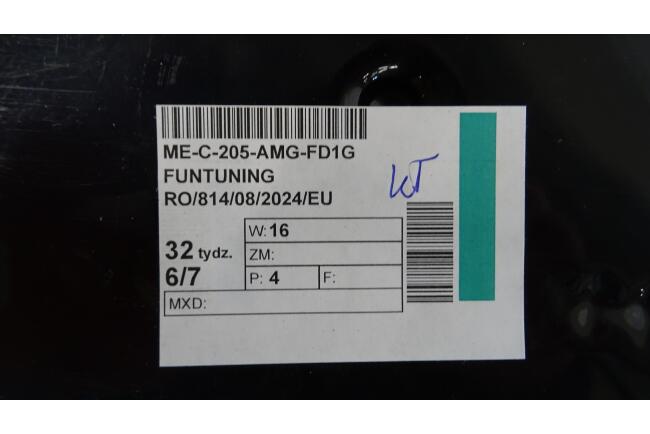 ME-C-205-AMG-FD1G
FUNTUNING
RO/814/08/2024/EU
32 tydz.
6/7
W: 16
ZM:
P: 4 F:
MXD: